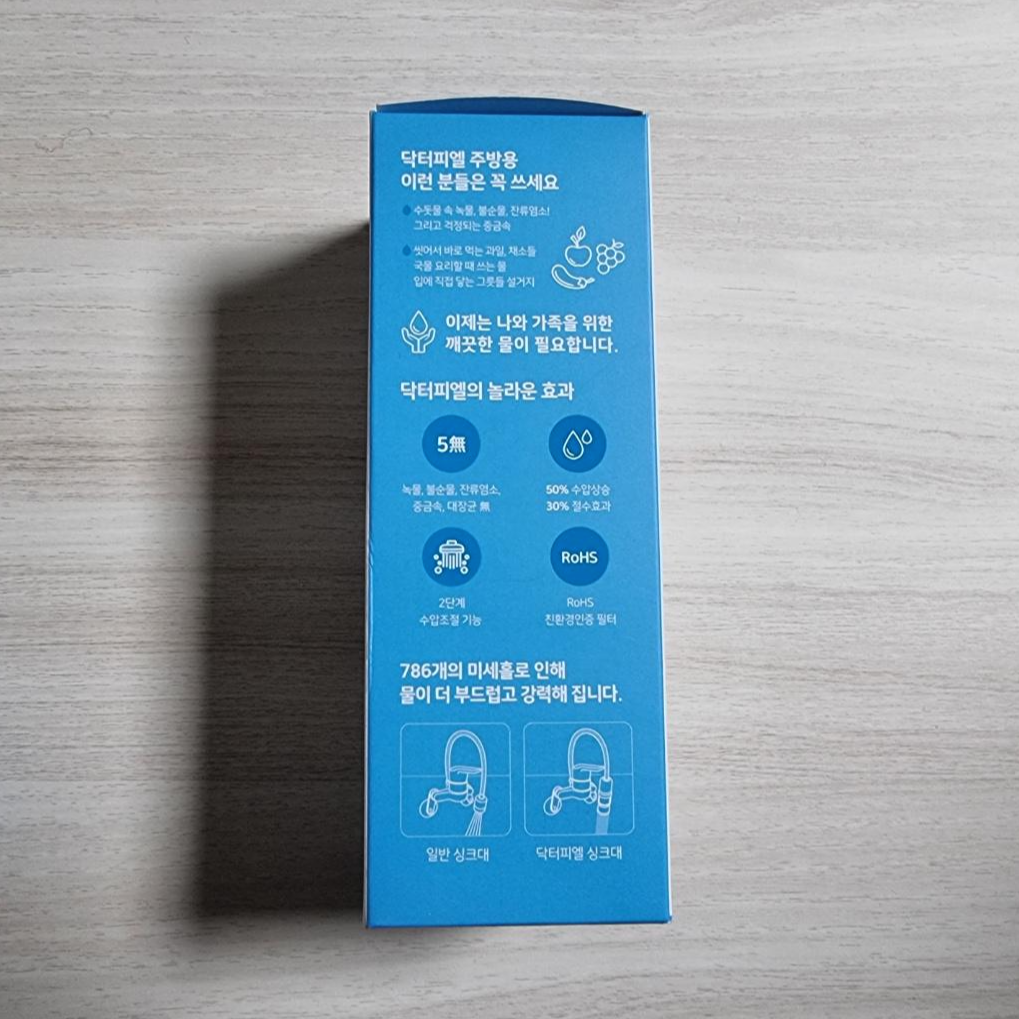 닥터피엘 주방용
이런 분들은 꼭 쓰세요
수돗물 속 녹물, 불순물, 잔류염소!
그리고 걱정되는 중금속
씻어서 바로 먹는 과일, 채소들
국물 요리할 때 쓰는 물
입에 직접 닿는 그릇들 설거지
이제는 나와 가족을 위한
깨끗한 물이 필요합니다.
닥터피엘의 놀라운 효과
5無
녹물, 불순물, 잔류염소,
중금속, 대장균 無
50% 수압상승
30% 절수효과
2단계
수압조절 기능
RoHS
RoHS
친환경인증 필터
786개의 미세홀로 인해
물이 더 부드럽고 강력해 집니다.
일반 싱크대
닥터피엘 싱크대